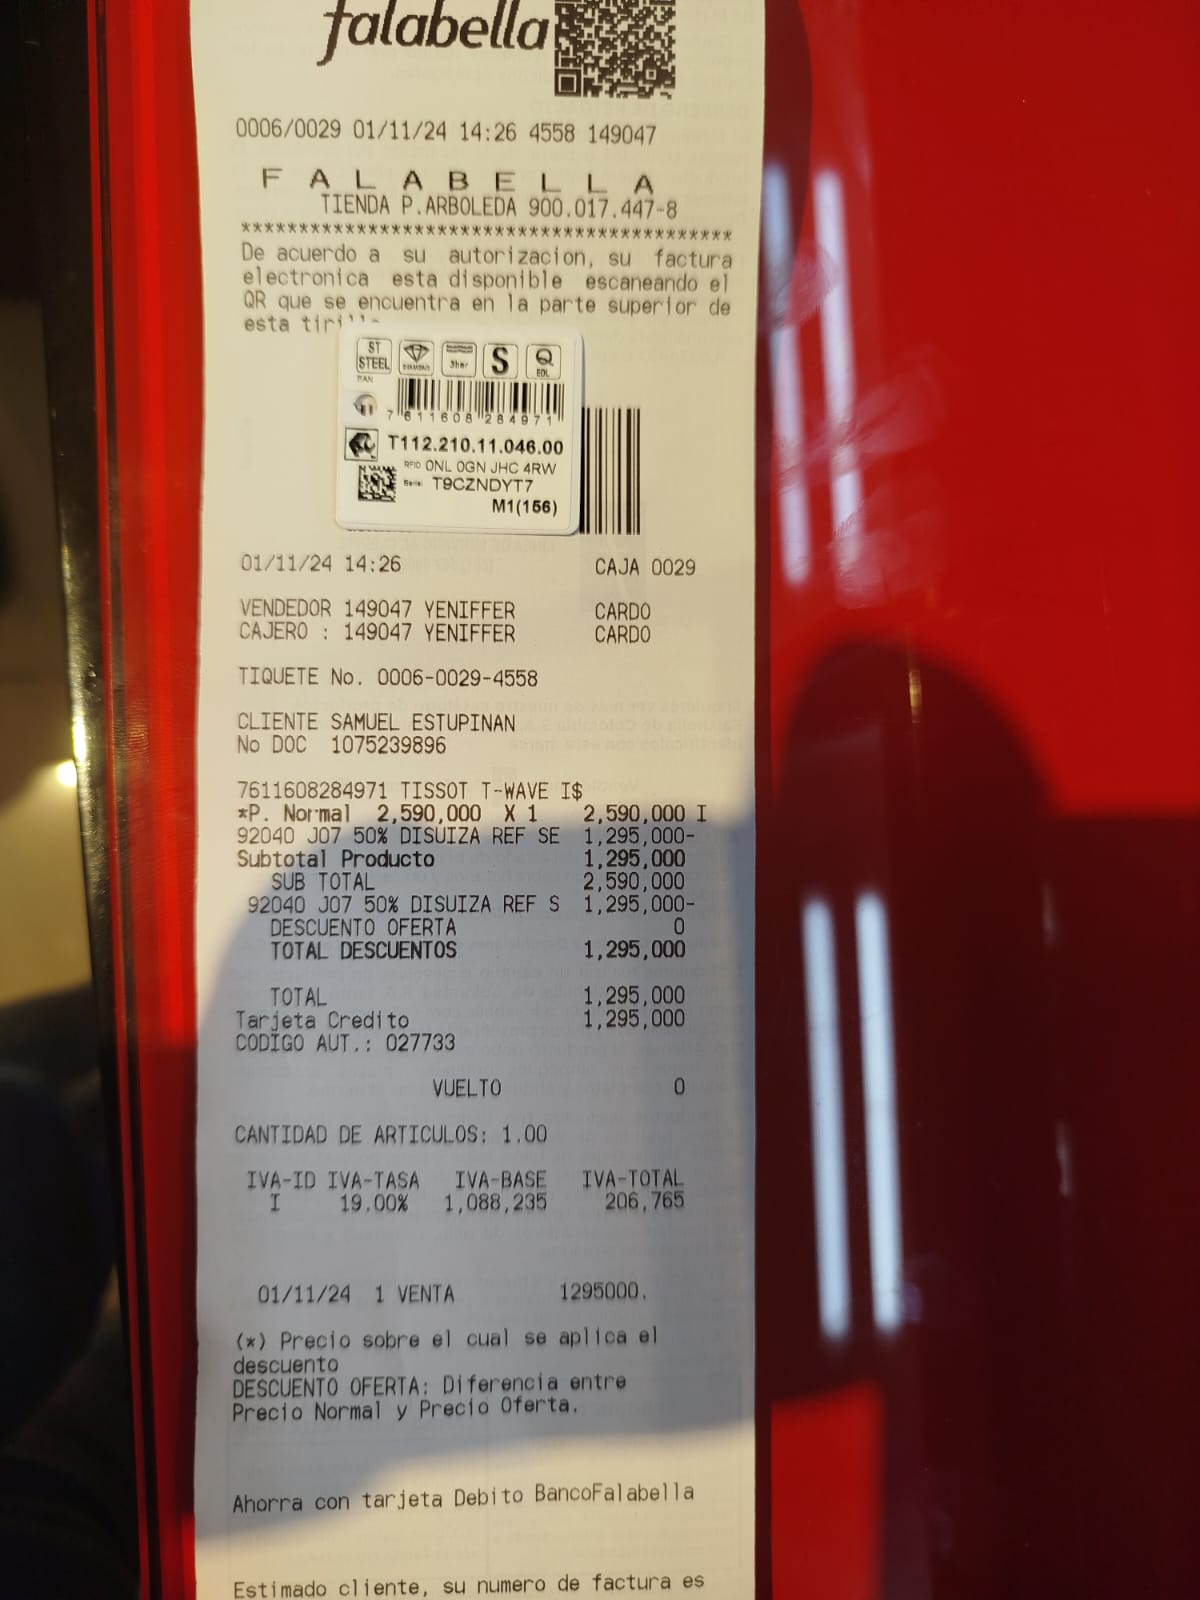 falabella
0006/0029 01/11/24 14:26 4558 149047
F A L A B E L L A
TIENDA P.ARBOLEDA 900.017.447-8
******************************************
De acuerdo a su autorizacion, su factura
electronica esta disponible escaneando el
QR que se encuentra en la parte superior de
esta
ST STEEL DIAMOND 3bar S Q EDL
7 611608 284971
T112.210.11.046.00
RFID 0NL 0GN JHC 4RW
Serial T9CZNDYT7
M1(156)
01/11/24 14:26 CAJA 0029
VENDEDOR 149047 YENIFFER CARDO
CAJERO : 149047 YENIFFER CARDO
TIQUETE No. 0006-0029-4558
CLIENTE SAMUEL ESTUPINAN
No DOC 1075239896
7611608284971 TISSOT T-WAVE I$
*P. Normal 2,590,000 X 1 2,590,000 I
92040 J07 50% DISUIZA REF SE 1,295,000-
Subtotal Producto 1,295,000
SUB TOTAL 2,590,000
92040 J07 50% DISUIZA REF S 1,295,000-
DESCUENTO OFERTA 0
TOTAL DESCUENTOS 1,295,000
TOTAL 1,295,000
Tarjeta Credito 1,295,000
CODIGO AUT.: 027733
VUELTO 0
CANTIDAD DE ARTICULOS: 1.00
IVA-ID IVA-TASA IVA-BASE IVA-TOTAL
I 19.00% 1,088,235 206,765
01/11/24 1 VENTA 1295000.
(*) Precio sobre el cual se aplica el
descuento
DESCUENTO OFERTA: Diferencia entre
Precio Normal y Precio Oferta.
Ahorra con tarjeta Debito BancoFalabella
Estimado cliente, su numero de factura es